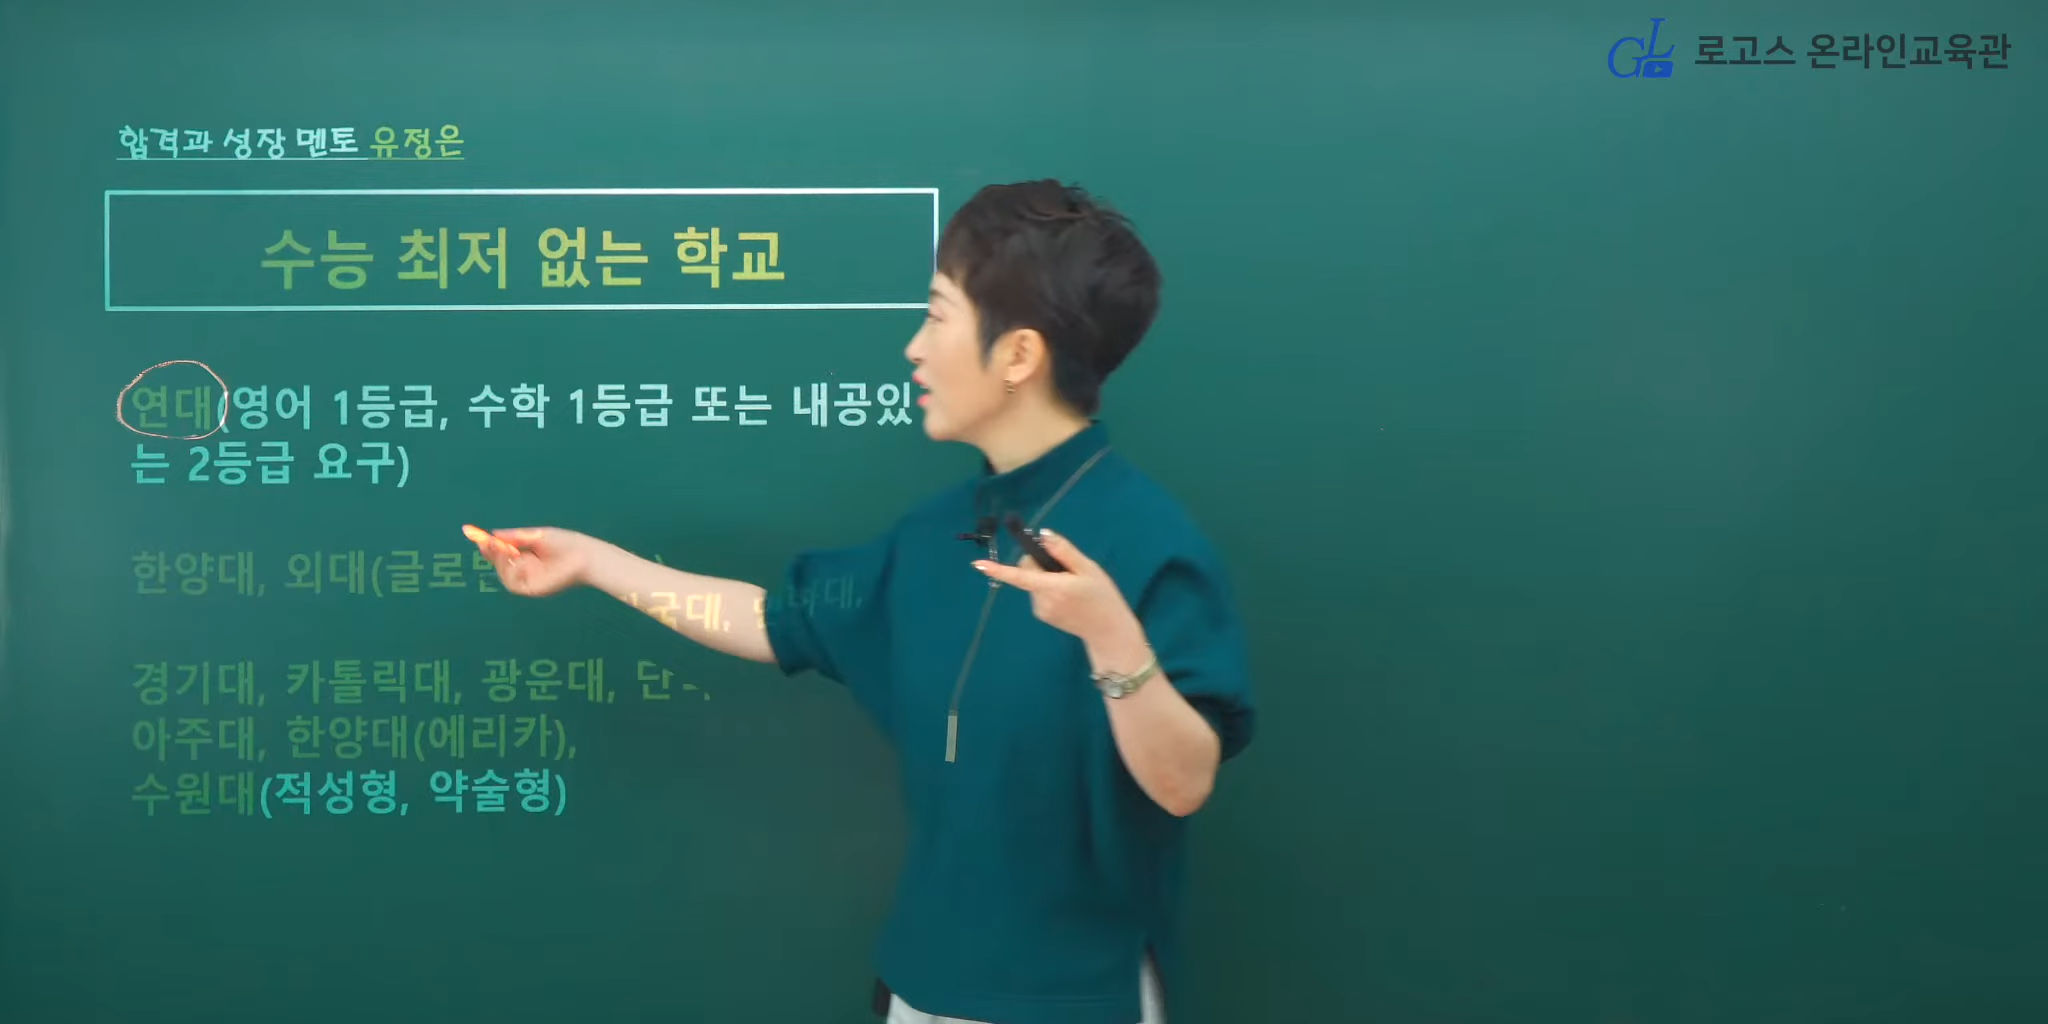 로고스 온라인교육관
합격과 성장 멘토 유정은
수능 최저 없는 학교
연대(영어 1등급, 수학 1등급 또는 내공있
는 2등급 요구)
한양대, 외대(글로벌
경기대, 카톨릭대, 광운대,
아주대, 한양대(에리카),
수원대(적성형, 약술형)